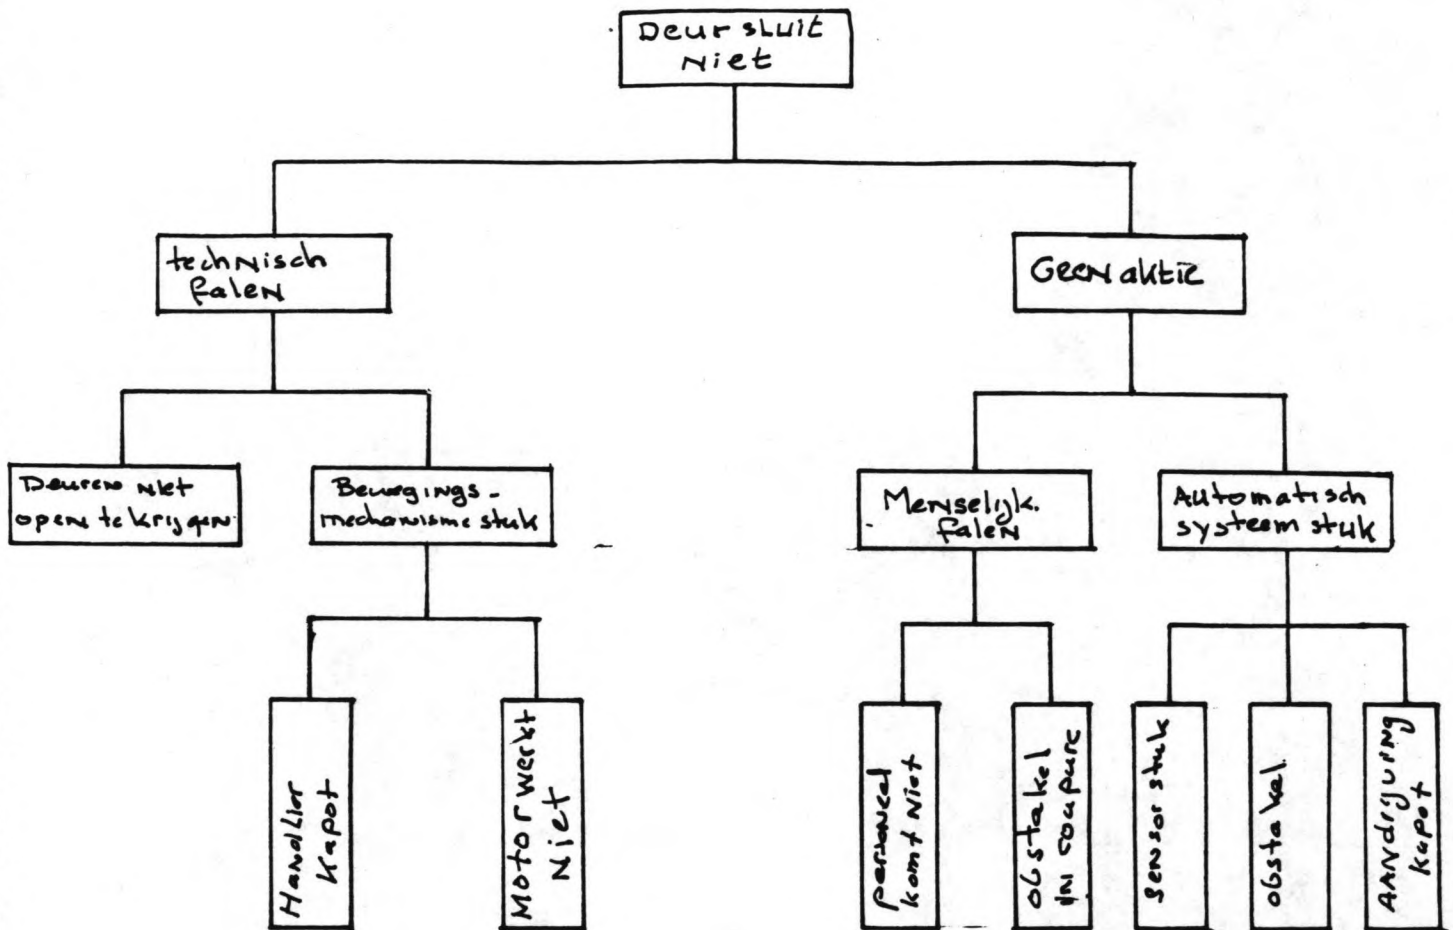 Deur sluit
Niet
technisch
falen
Geen aktie
Deuren niet
open te krijgen.
Bewegings-
mechanisme stuk
Menselijk.
falen
Automatisch
systeem stuk
Handlier
kapot
Motor werkt
Niet
personeel
komt Niet
obstakel
in coupure
sensor stuk
obstakel
Aandrijving
kapot